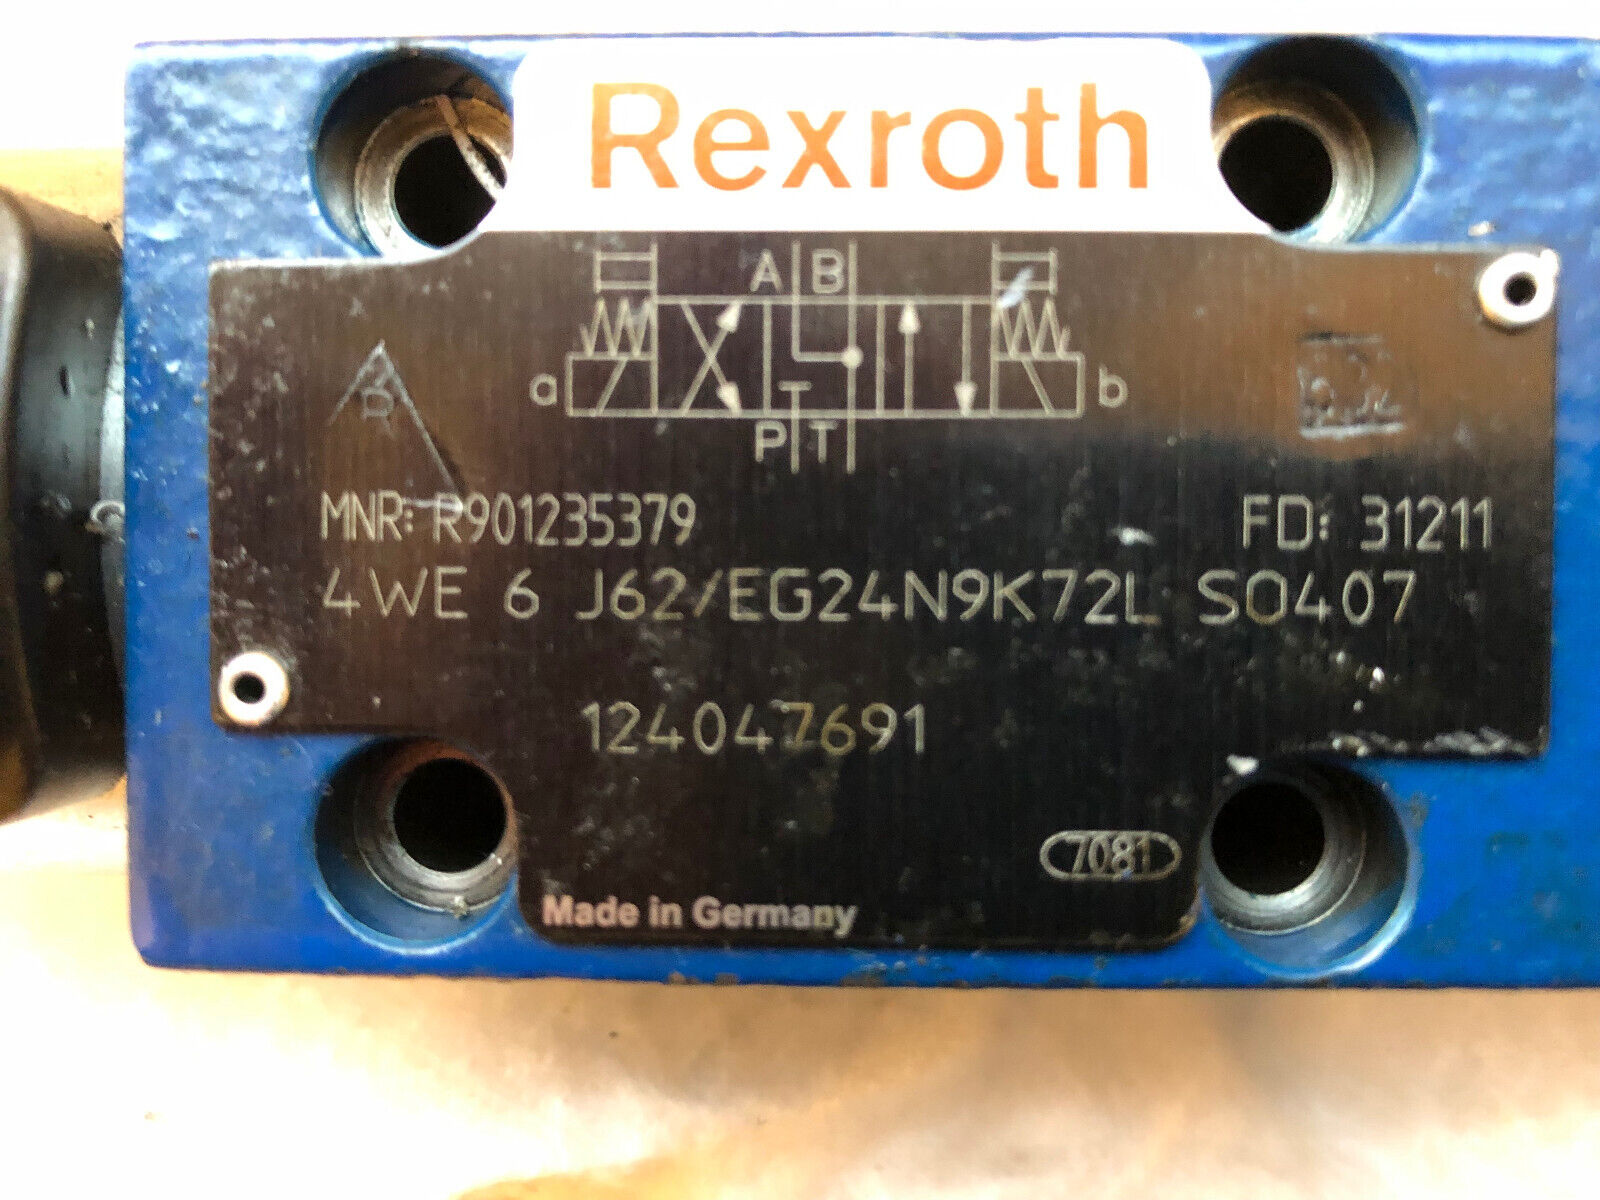 Rexroth
A B
a b
T
P T
D
MNR: R901235379 FD: 31211
4WE 6 J62/EG24N9K72L SO407
124047691
7081
Made in Germany